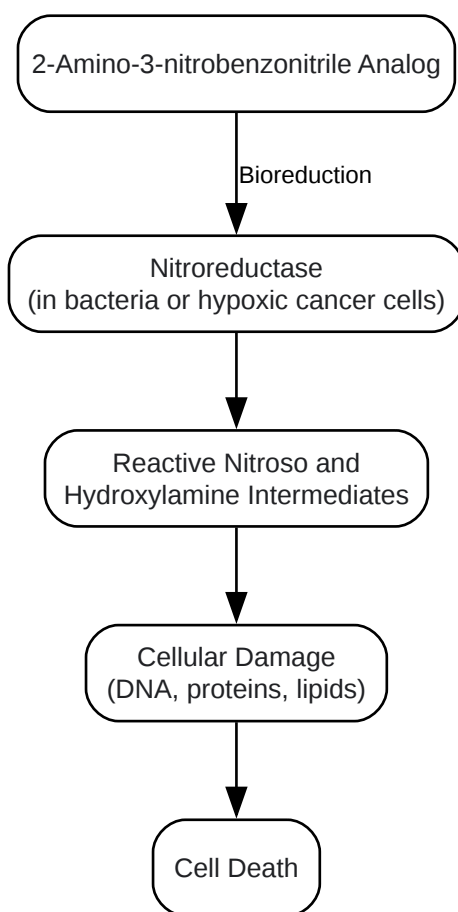 2-Amino-3-nitrobenzonitrile Analog
Bioreduction
Nitroreductase
(in bacteria or hypoxic cancer cells)
Reactive Nitroso and
Hydroxylamine Intermediates
Cellular Damage
(DNA, proteins, lipids)
Cell Death